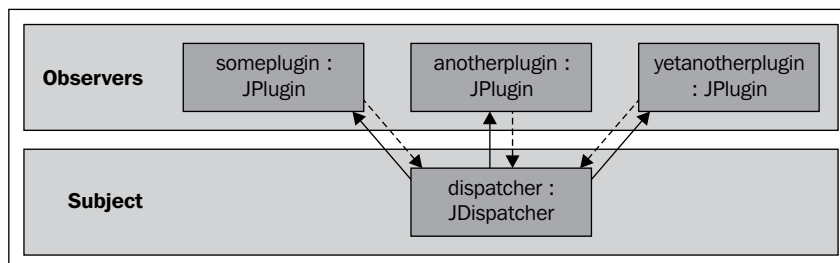 Observers
someplugin :
JPlugin
anotherplugin :
JPlugin
yetanotherplugin
: JPlugin
Subject
dispatcher :
JDispatcher